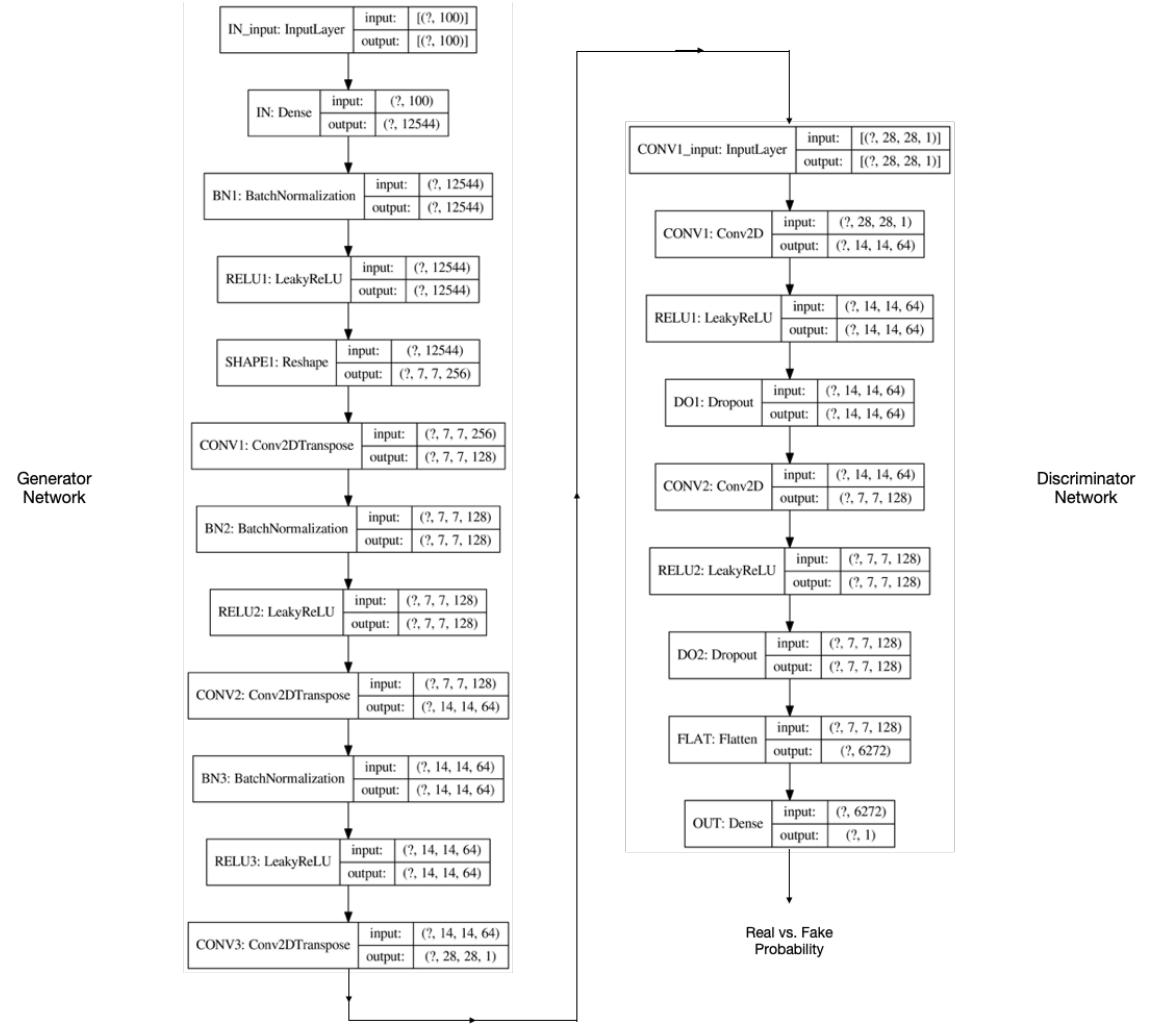 IN_input: InputLayer
input: [(?, 100)]
output: [(?, 100)]
IN: Dense
input: (?, 100)
output: (?, 12544)
BN1: BatchNormalization
input: (?, 12544)
output: (?, 12544)
RELU1: LeakyReLU
input: (?, 12544)
output: (?, 12544)
SHAPE1: Reshape
input: (?, 12544)
output: (?, 7, 7, 256)
CONV1: Conv2DTranspose
input: (?, 7, 7, 256)
output: (?, 7, 7, 128)
Generator
Network
BN2: BatchNormalization
input: (?, 7, 7, 128)
output: (?, 7, 7, 128)
RELU2: LeakyReLU
input: (?, 7, 7, 128)
output: (?, 7, 7, 128)
CONV2: Conv2DTranspose
input: (?, 7, 7, 128)
output: (?, 14, 14, 64)
BN3: BatchNormalization
input: (?, 14, 14, 64)
output: (?, 14, 14, 64)
RELU3: LeakyReLU
input: (?, 14, 14, 64)
output: (?, 14, 14, 64)
CONV3: Conv2DTranspose
input: (?, 14, 14, 64)
output: (?, 28, 28, 1)
CONV1_input: InputLayer
input: [(?, 28, 28, 1)]
output: [(?, 28, 28, 1)]
CONV1: Conv2D
input: (?, 28, 28, 1)
output: (?, 14, 14, 64)
RELU1: LeakyReLU
input: (?, 14, 14, 64)
output: (?, 14, 14, 64)
DO1: Dropout
input: (?, 14, 14, 64)
output: (?, 14, 14, 64)
CONV2: Conv2D
input: (?, 14, 14, 64)
output: (?, 7, 7, 128)
Discriminator
Network
RELU2: LeakyReLU
input: (?, 7, 7, 128)
output: (?, 7, 7, 128)
DO2: Dropout
input: (?, 7, 7, 128)
output: (?, 7, 7, 128)
FLAT: Flatten
input: (?, 7, 7, 128)
output: (?, 6272)
OUT: Dense
input: (?, 6272)
output: (?, 1)
Real vs. Fake
Probability